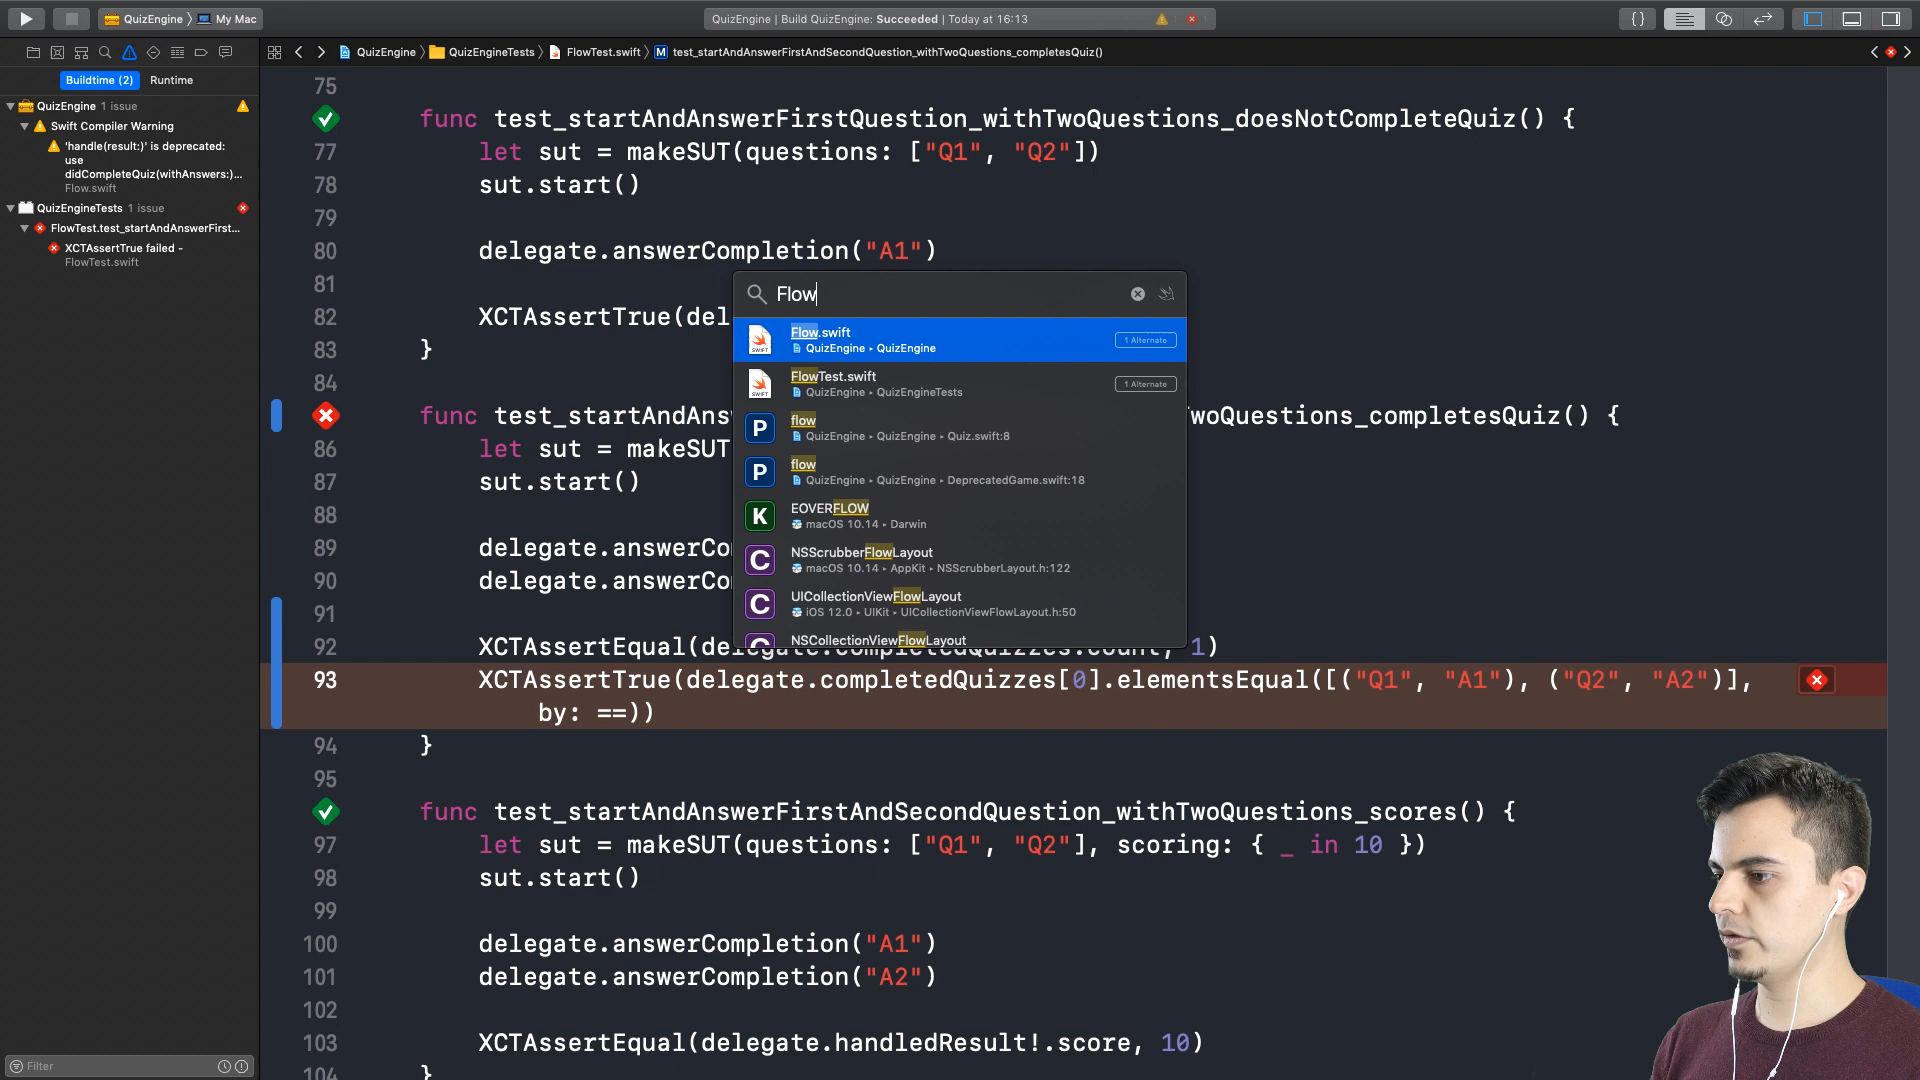 QuizEngine 〉 My Mac
QuizEngine | Build QuizEngine: Succeeded | Today at 16:13
{}
QuizEngine 〉 QuizEngineTests 〉 FlowTest.swift 〉 M test_startAndAnswerFirstAndSecondQuestion_withTwoQuestions_completesQuiz()
Buildtime (2) Runtime
QuizEngine 1 issue
Swift Compiler Warning
'handle(result:)' is deprecated:
use
didCompleteQuiz(withAnswers:)...
Flow.swift
QuizEngineTests 1 issue
FlowTest.test_startAndAnswerFirst...
XCTAssertTrue failed -
FlowTest.swift
Filter
75
func test_startAndAnswerFirstQuestion_withTwoQuestions_doesNotCompleteQuiz() {
77 let sut = makeSUT(questions: ["Q1", "Q2"])
78 sut.start()
79
80 delegate.answerCompletion("A1")
81
82 XCTAssertTrue(del
83 }
84
func test_startAndAns woQuestions_completesQuiz() {
86 let sut = makeSUT
87 sut.start()
88
89 delegate.answerCo
90 delegate.answerCo
91
92 XCTAssertEqual(delegate.completedQuizzes.count, 1)
93 XCTAssertTrue(delegate.completedQuizzes[0].elementsEqual([("Q1", "A1"), ("Q2", "A2")],
by: ==))
94 }
95
func test_startAndAnswerFirstAndSecondQuestion_withTwoQuestions_scores() {
97 let sut = makeSUT(questions: ["Q1", "Q2"], scoring: { _ in 10 })
98 sut.start()
99
100 delegate.answerCompletion("A1")
101 delegate.answerCompletion("A2")
102
103 XCTAssertEqual(delegate.handledResult!.score, 10)
104 }
Flow
Flow.swift
QuizEngine ▸ QuizEngine
1 Alternate
FlowTest.swift
QuizEngine ▸ QuizEngineTests
1 Alternate
P flow
QuizEngine ▸ QuizEngine ▸ Quiz.swift:8
P flow
QuizEngine ▸ QuizEngine ▸ DeprecatedGame.swift:18
K EOVERFLOW
macOS 10.14 ▸ Darwin
C NSScrubberFlowLayout
macOS 10.14 ▸ AppKit ▸ NSScrubberLayout.h:122
C UICollectionViewFlowLayout
iOS 12.0 ▸ UIKit ▸ UICollectionViewFlowLayout.h:50
C NSCollectionViewFlowLayout